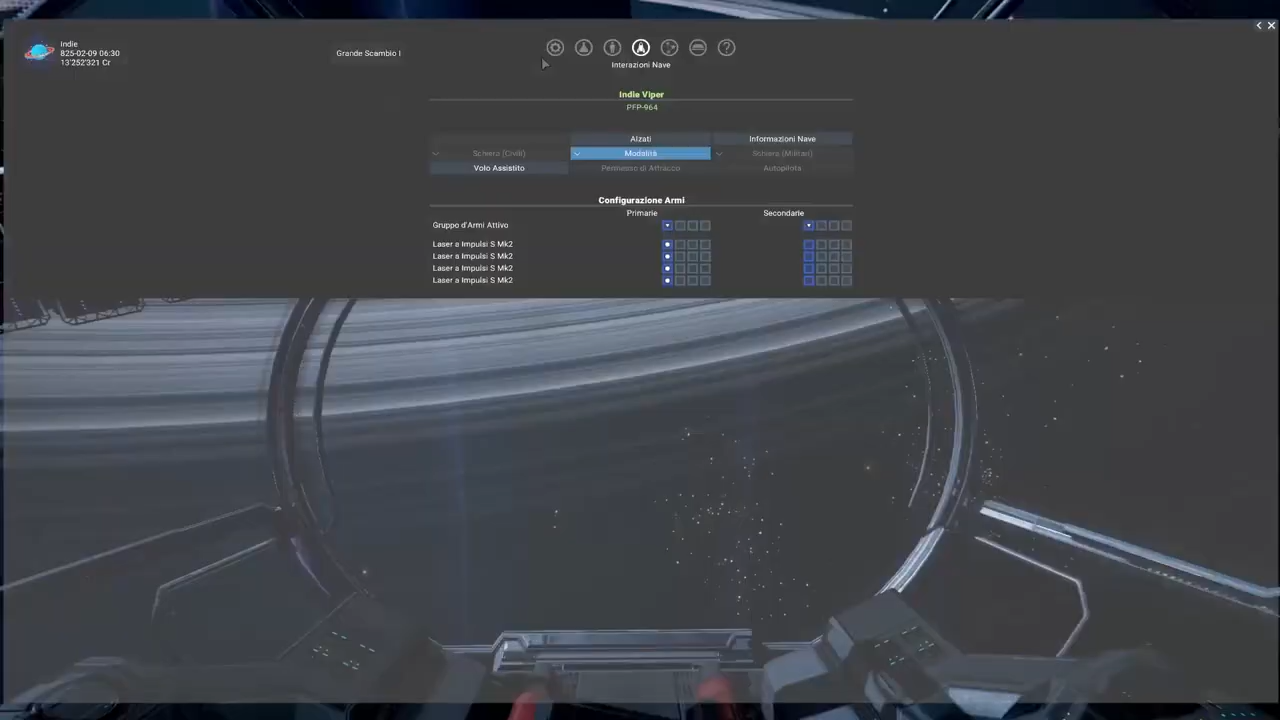 Indie
825-02-09 06:30
13'252'321 Cr
Grande Scambio I
Interazioni Nave
Indie Viper
PFP-964
Alzati
Informazioni Nave
Schiera (Civili)
Modalità
Schiera (Militari)
Volo Assistito
Permesso di Attracco
Autopilota
Configurazione Armi
Primarie
Secondarie
Gruppo d'Armi Attivo
Laser a Impulsi S Mk2
Laser a Impulsi S Mk2
Laser a Impulsi S Mk2
Laser a Impulsi S Mk2